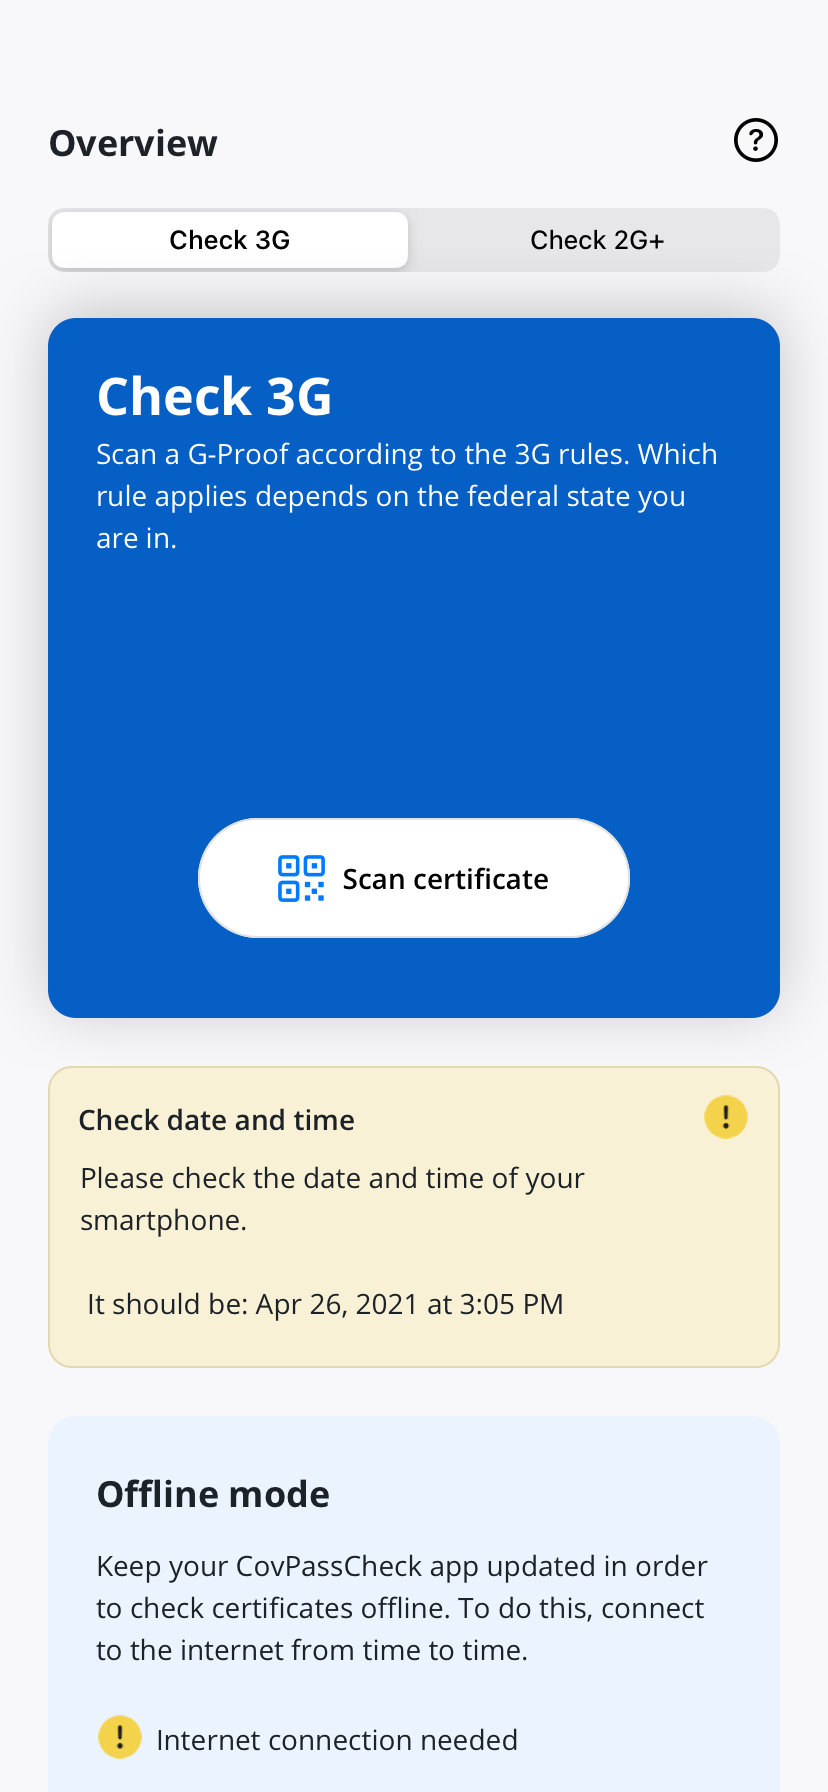 Overview
?
Check 3G
Check 2G+
Check 3G
Scan a G-Proof according to the 3G rules. Which
rule applies depends on the federal state you
are in.
Scan certificate
Check date and time
!
Please check the date and time of your
smartphone.
It should be: Apr 26, 2021 at 3:05 PM
Offline mode
Keep your CovPassCheck app updated in order
to check certificates offline. To do this, connect
to the internet from time to time.
! Internet connection needed